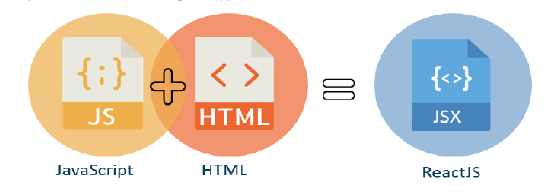 {;}
JS
< >
HTML
{<>}
JSX
JavaScript
HTML
ReactJS